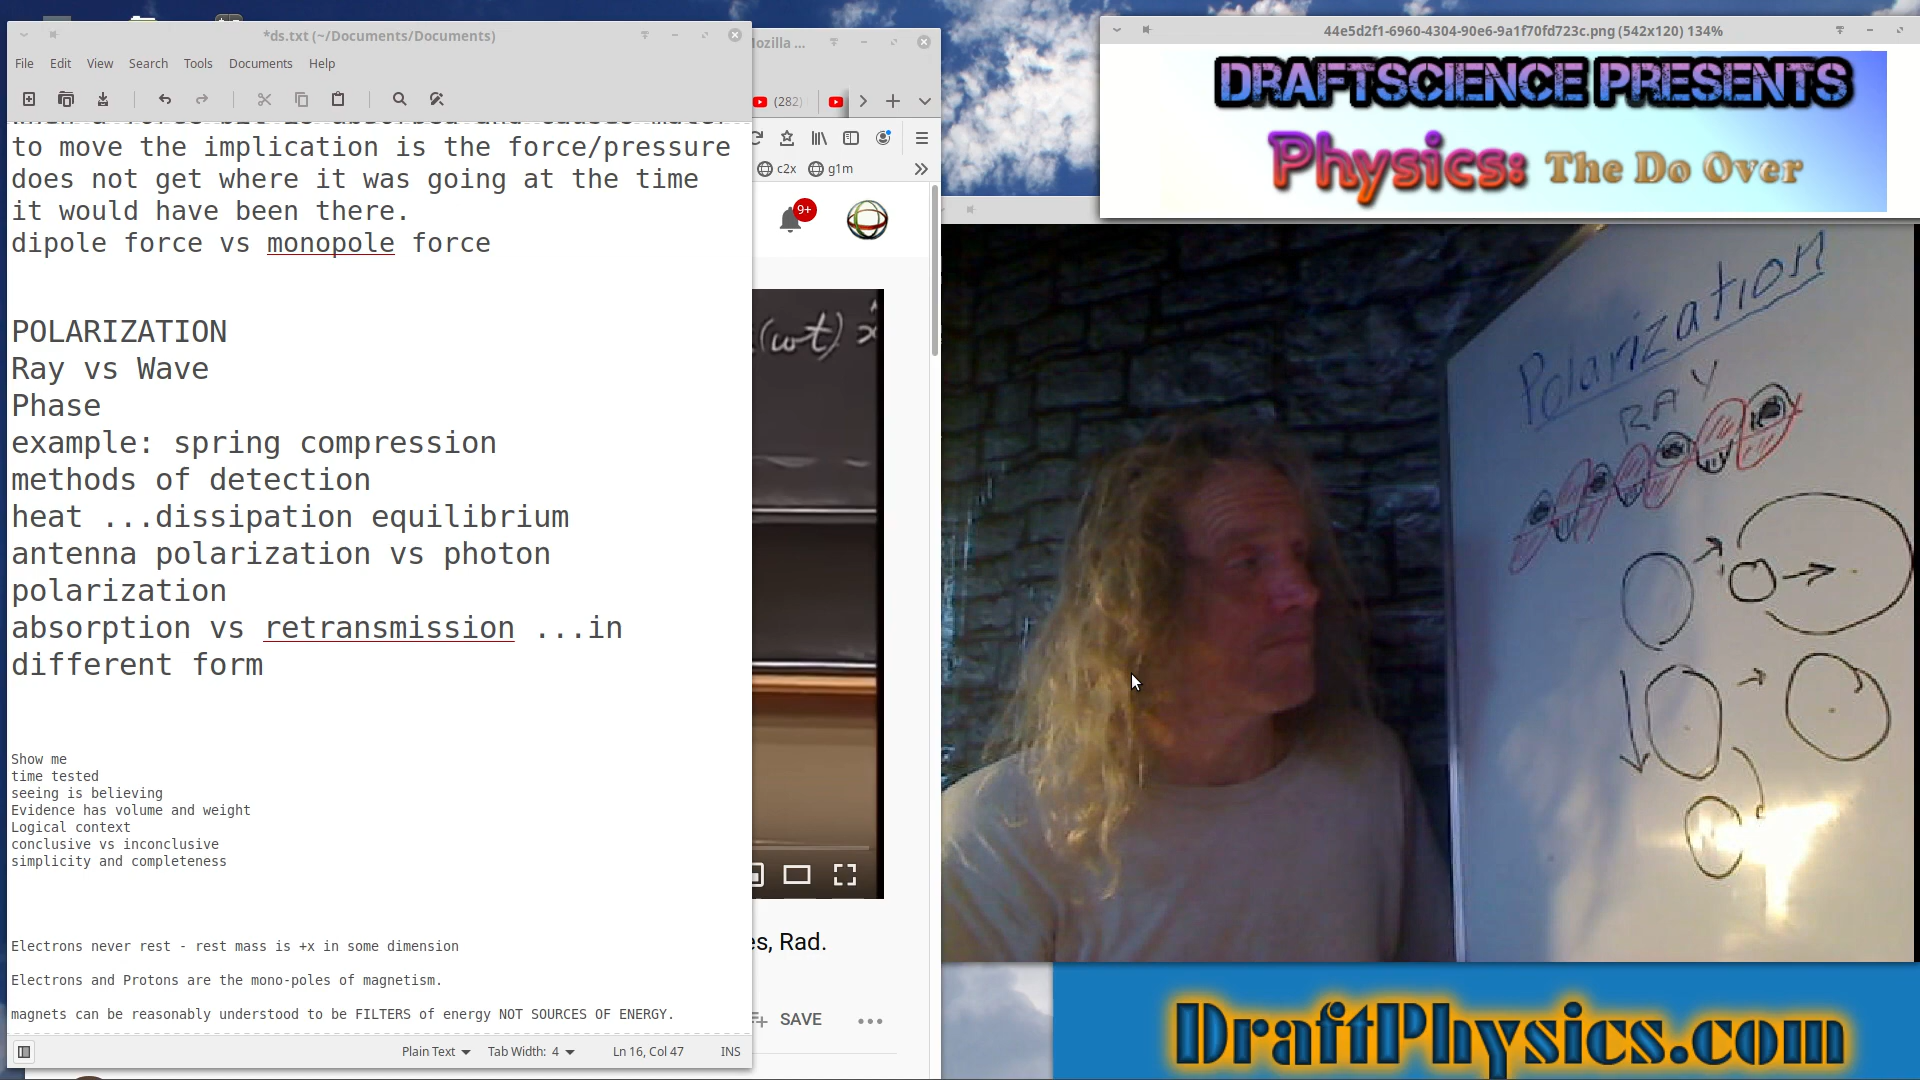 *ds.txt (~/Documents/Documents)
File Edit View Search Tools Documents Help
to move the implication is the force/pressure
does not get where it was going at the time
it would have been there.
dipole force vs monopole force
POLARIZATION
Ray vs Wave
Phase
example: spring compression
methods of detection
heat ...dissipation equilibrium
antenna polarization vs photon
polarization
absorption vs retransmission ...in
different form
Show me
time tested
seeing is believing
Evidence has volume and weight
Logical context
conclusive vs inconclusive
simplicity and completeness
Electrons never rest - rest mass is +x in some dimension
Electrons and Protons are the mono-poles of magnetism.
magnets can be reasonably understood to be FILTERS of energy NOT SOURCES OF ENERGY.
Plain Text Tab Width: 4 Ln 16, Col 47 INS
ozilla ...
(282)
c2x g1m
9+
(ωt) x̂
es, Rad.
SAVE
44e5d2f1-6960-4304-90e6-9a1f70fd723c.png (542x120) 134%
DRAFTSCIENCE PRESENTS
Physics: The Do Over
Polarization
RAY
DraftPhysics.com